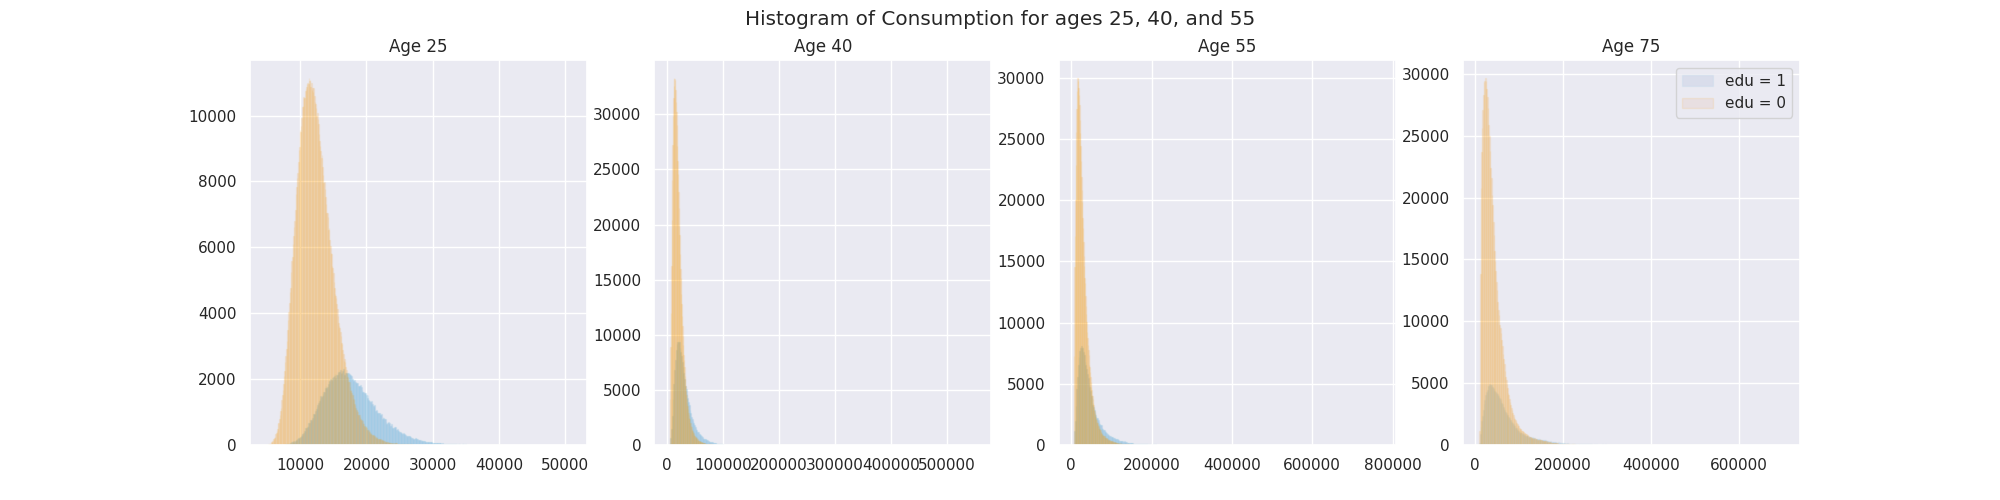 Histogram of Consumption for ages 25, 40, and 55
Age 25
10000
8000
6000
4000
2000
0
10000 20000 30000 40000 50000
Age 40
30000
25000
20000
15000
10000
5000
0
0 100000 200000 300000 400000 500000
Age 55
30000
25000
20000
15000
10000
5000
0
0 200000 400000 600000 800000
Age 75
30000
25000
20000
15000
10000
5000
0
0 200000 400000 600000
edu = 1
edu = 0